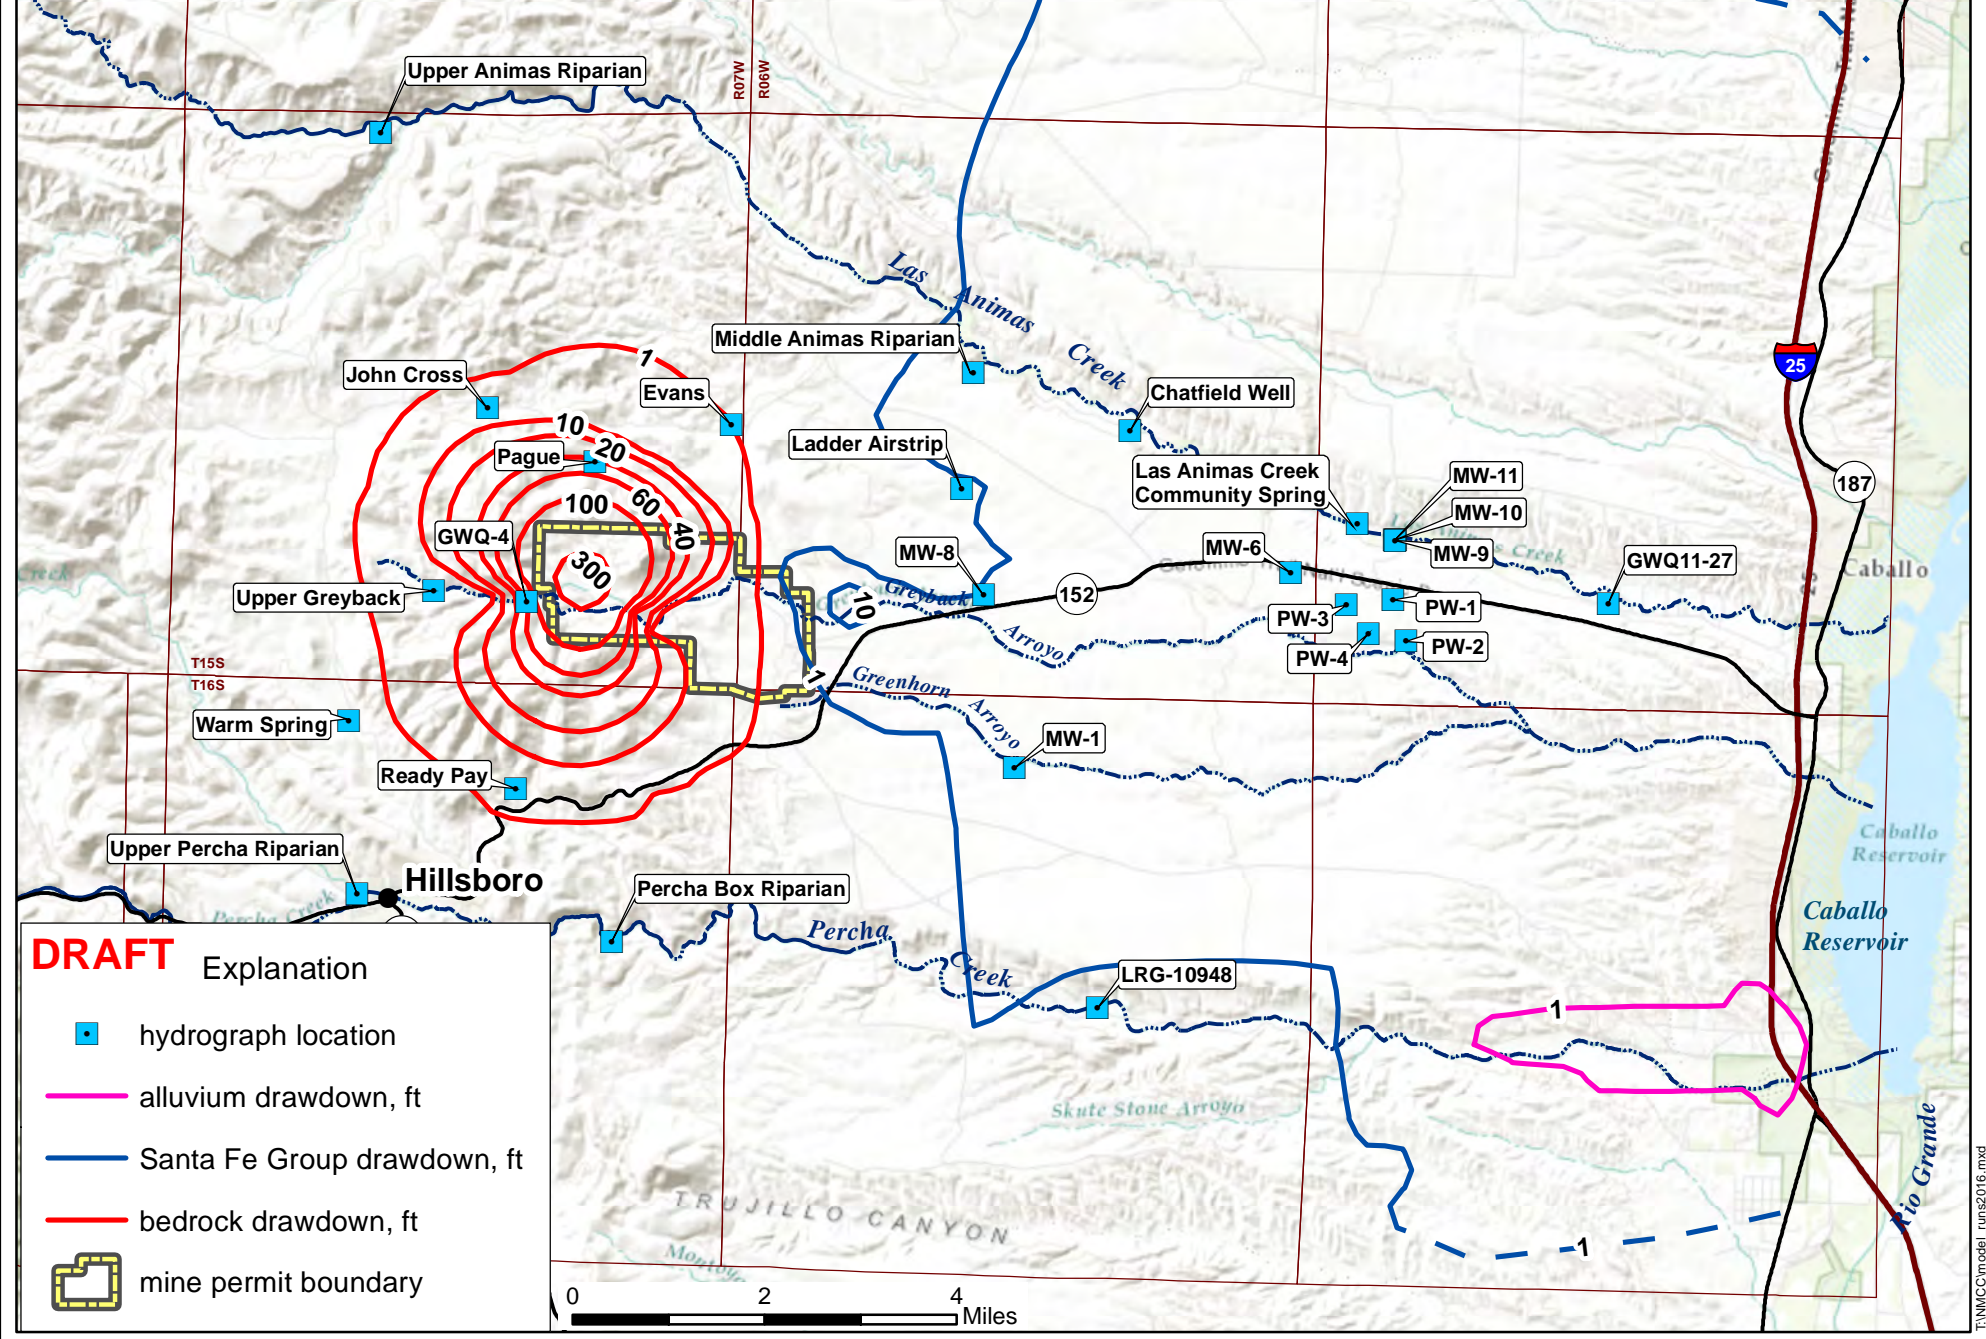 Upper Animas Riparian
R07W
R06W
Las
Animas
Creek
Middle Animas Riparian
John Cross
1
Evans
25
Chatfield Well
10
20
Pague
Ladder Airstrip
Las Animas Creek
Community Spring
MW-11
MW-10
MW-9
187
100
60
40
GWQ-4
300
MW-8
MW-6
Animas Creek
GWQ11-27
Caballo
Creek
Upper Greyback
10
Greyback
Arroyo
152
PW-3
PW-1
PW-4
PW-2
T15S
T16S
1
Greenhorn
Arroyo
Warm Spring
MW-1
Ready Pay
Caballo
Reservoir
Upper Percha Riparian
Hillsboro
Percha Creek
Percha Box Riparian
Percha
Creek
Caballo
Reservoir
LRG-10948
1
DRAFT
Explanation
hydrograph location
alluvium drawdown, ft
Santa Fe Group drawdown, ft
bedrock drawdown, ft
mine permit boundary
Skute Stone Arroyo
TRUJILLO CANYON
1
Rio Grande
0 2 4
Miles
T:\NMCC\model_runs2016.mxd